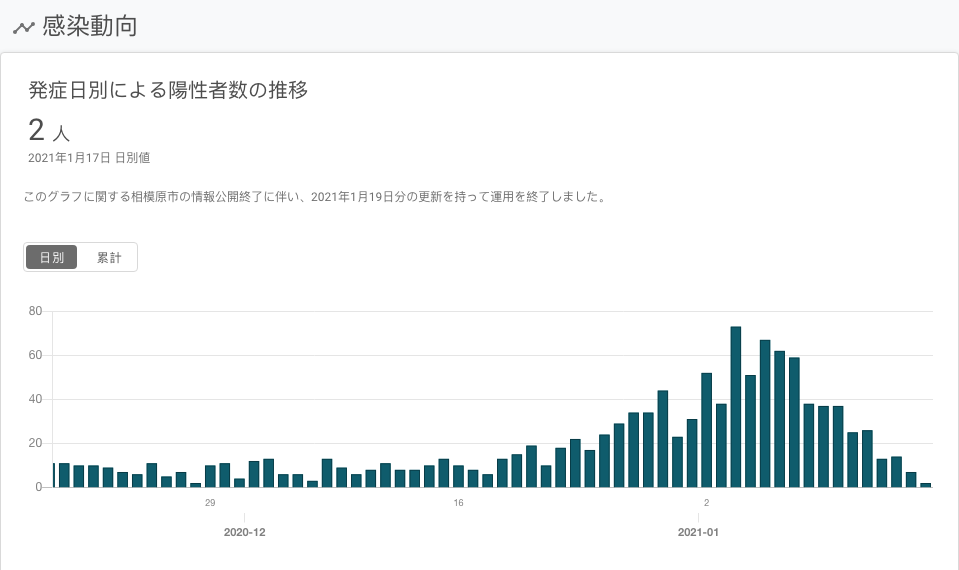 感染動向
発症日別による陽性者数の推移
2 人
2021年1月17日 日別値
このグラフに関する相模原市の情報公開終了に伴い、2021年1月19日分の更新を持って運用を終了しました。
日別 累計
80
60
40
20
0
29 16 2
2020-12 2021-01